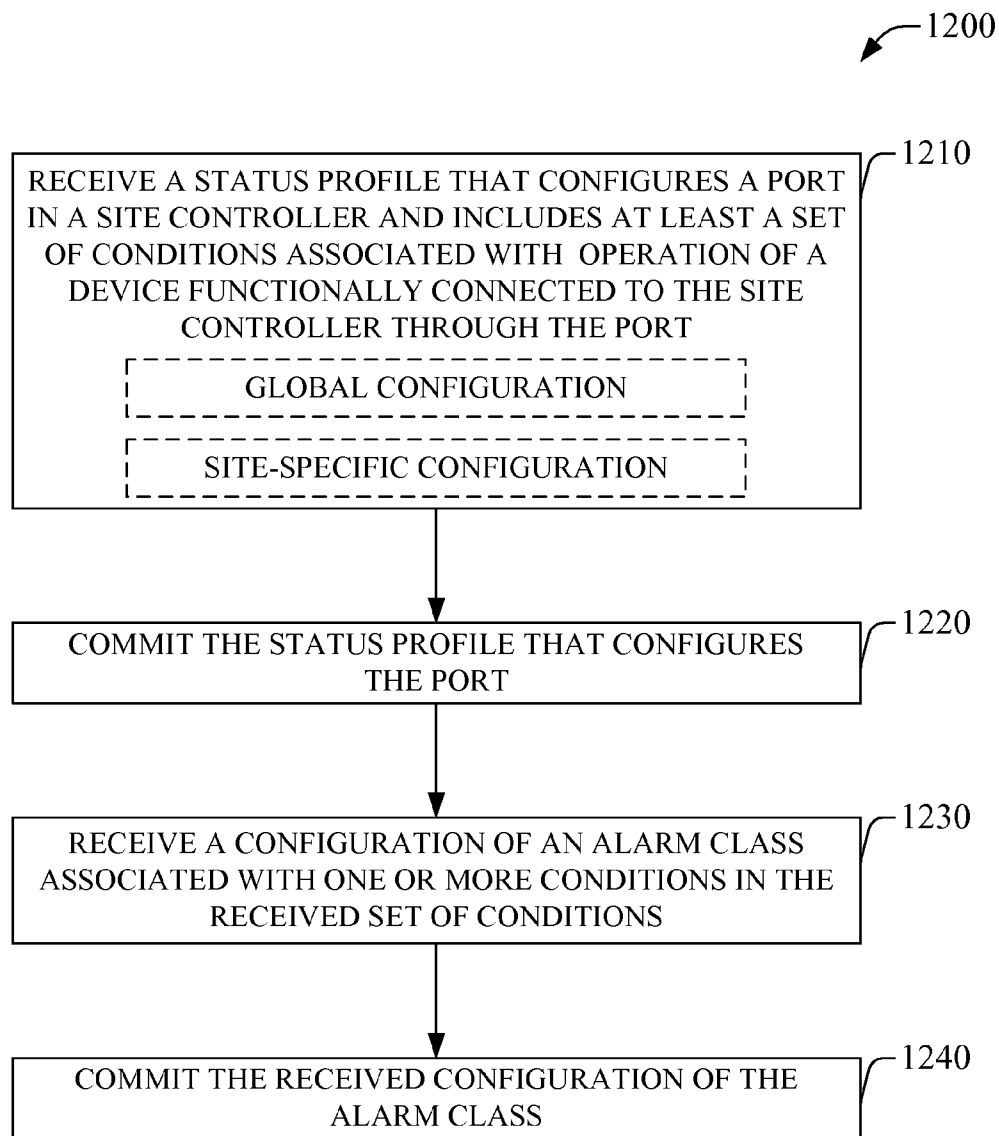 1200
1210
RECEIVE A STATUS PROFILE THAT CONFIGURES A PORT
IN A SITE CONTROLLER AND INCLUDES AT LEAST A SET
OF CONDITIONS ASSOCIATED WITH OPERATION OF A
DEVICE FUNCTIONALLY CONNECTED TO THE SITE
CONTROLLER THROUGH THE PORT
GLOBAL CONFIGURATION
SITE-SPECIFIC CONFIGURATION
1220
COMMIT THE STATUS PROFILE THAT CONFIGURES
THE PORT
1230
RECEIVE A CONFIGURATION OF AN ALARM CLASS
ASSOCIATED WITH ONE OR MORE CONDITIONS IN THE
RECEIVED SET OF CONDITIONS
1240
COMMIT THE RECEIVED CONFIGURATION OF THE
ALARM CLASS